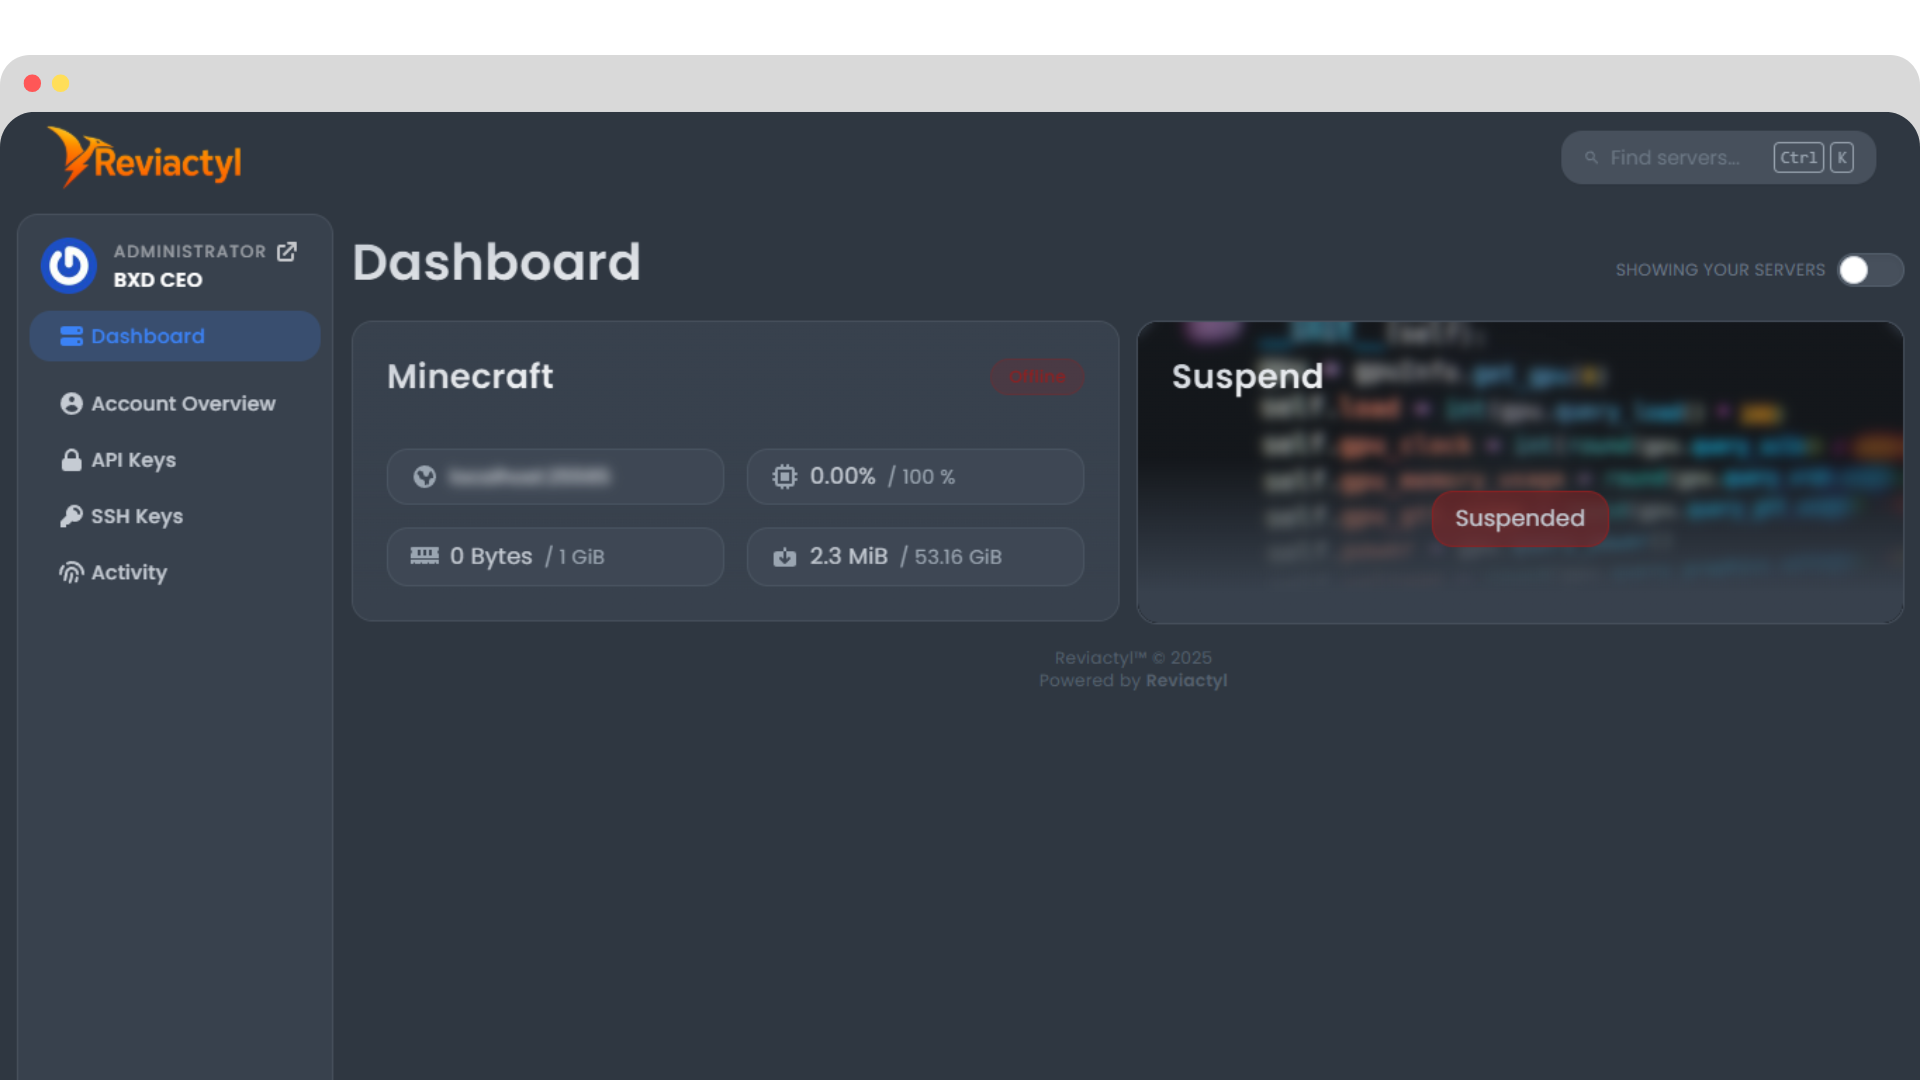 Reviactyl
Find servers... Ctrl K
ADMINISTRATOR
BXD CEO
Dashboard
Account Overview
API Keys
SSH Keys
Activity
Dashboard
SHOWING YOUR SERVERS
Minecraft
Offline
0.00% / 100 %
0 Bytes / 1 GiB
2.3 MiB / 53.16 GiB
Suspend
Suspended
Reviactyl™ © 2025
Powered by Reviactyl